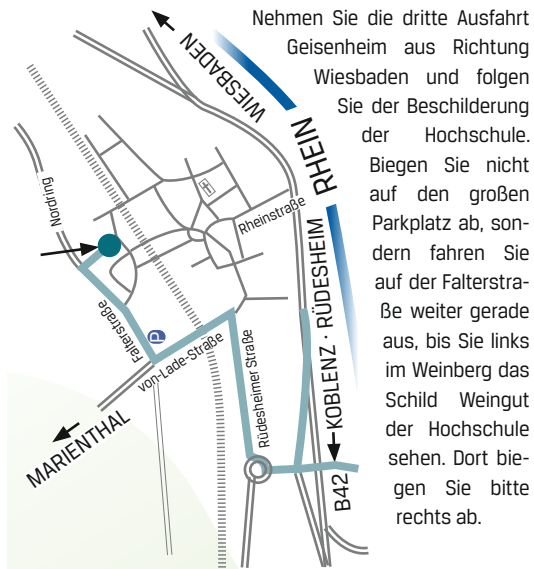 Nehmen Sie die dritte Ausfahrt
Geisenheim aus Richtung
Wiesbaden und folgen
Sie der Beschilderung
der Hochschule.
Biegen Sie nicht
auf den großen
Parkplatz ab, son-
dern fahren Sie
auf der Falterstra-
ße weiter gerade
aus, bis Sie links
im Weinberg das
Schild Weingut
der Hochschule
sehen. Dort bie-
gen Sie bitte
rechts ab.
WIESBADEN
RHEIN
Nordring
Rheinstraße
Falterstraße
P
von-Lade-Straße
Rüdesheimer Straße
KOBLENZ · RÜDESHEIM
MARIENTHAL
B42